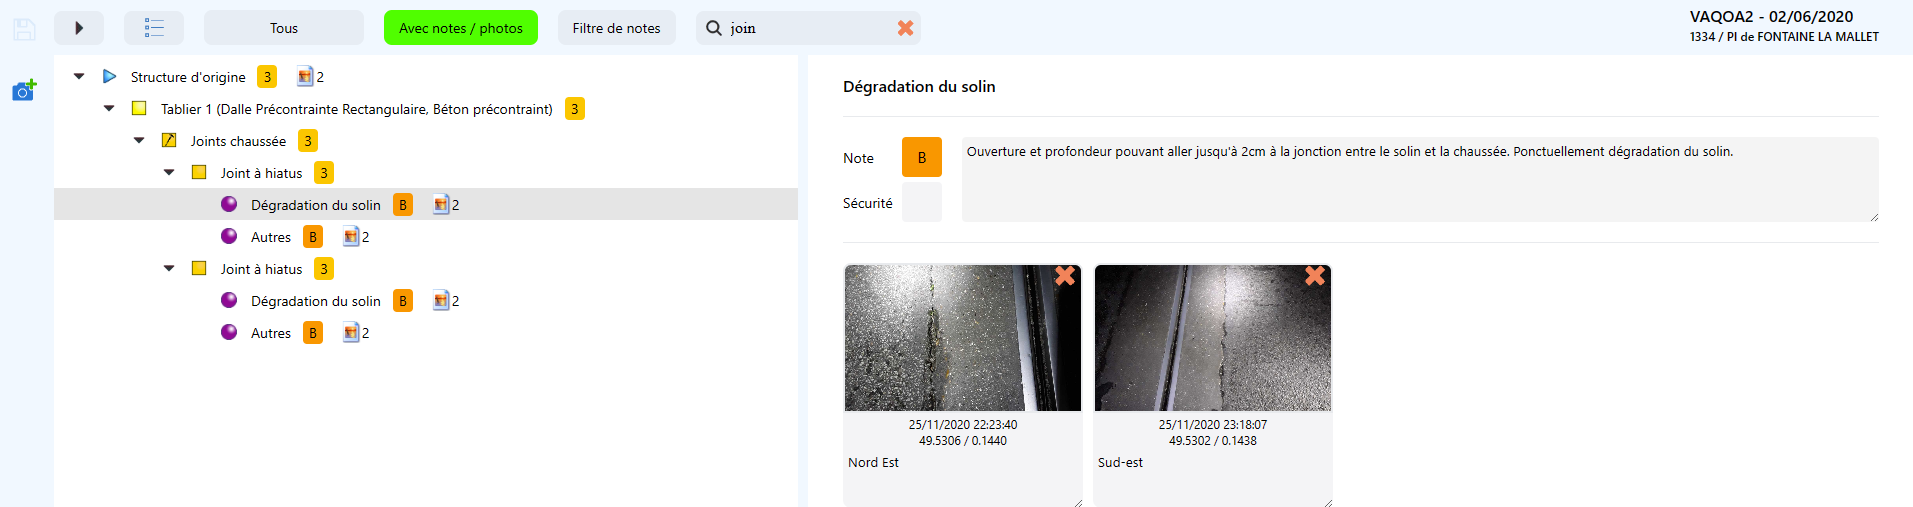 Tous
Avec notes / photos
Filtre de notes
join
VAQOA2 - 02/06/2020
1334 / PI de FONTAINE LA MALLET
Structure d'origine 3 2
Tablier 1 (Dalle Précontrainte Rectangulaire, Béton précontraint) 3
Joints chaussée 3
Joint à hiatus 3
Dégradation du solin B 2
Autres B 2
Joint à hiatus 3
Dégradation du solin B 2
Autres B 2
Dégradation du solin
Note B
Ouverture et profondeur pouvant aller jusqu'à 2cm à la jonction entre le solin et la chaussée. Ponctuellement dégradation du solin.
Sécurité
25/11/2020 22:23:40
49.5306 / 0.1440
Nord Est
25/11/2020 23:18:07
49.5302 / 0.1438
Sud-est